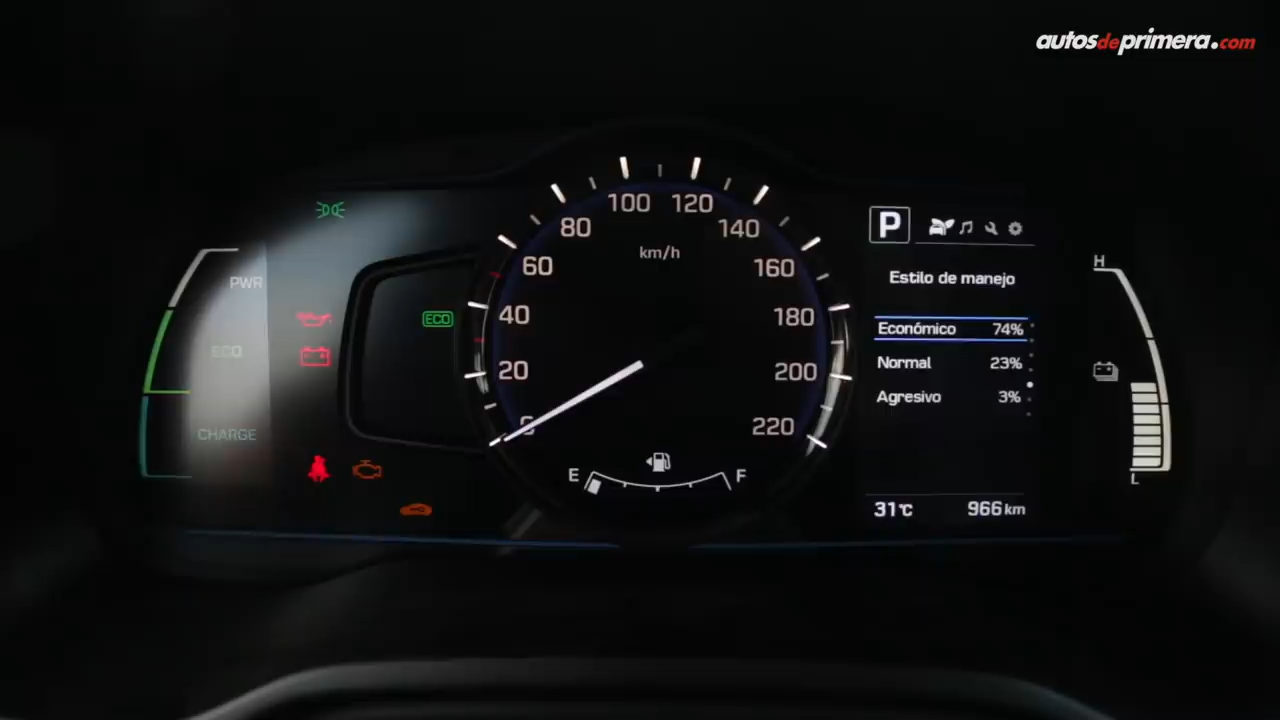 autosdeprimera.com
PWR
ECO
CHARGE
ECO
km/h
0
20
40
60
80
100
120
140
160
180
200
220
E F
P
Estilo de manejo
Económico 74%
Normal 23%
Agresivo 3%
31°C 966 km
H
L